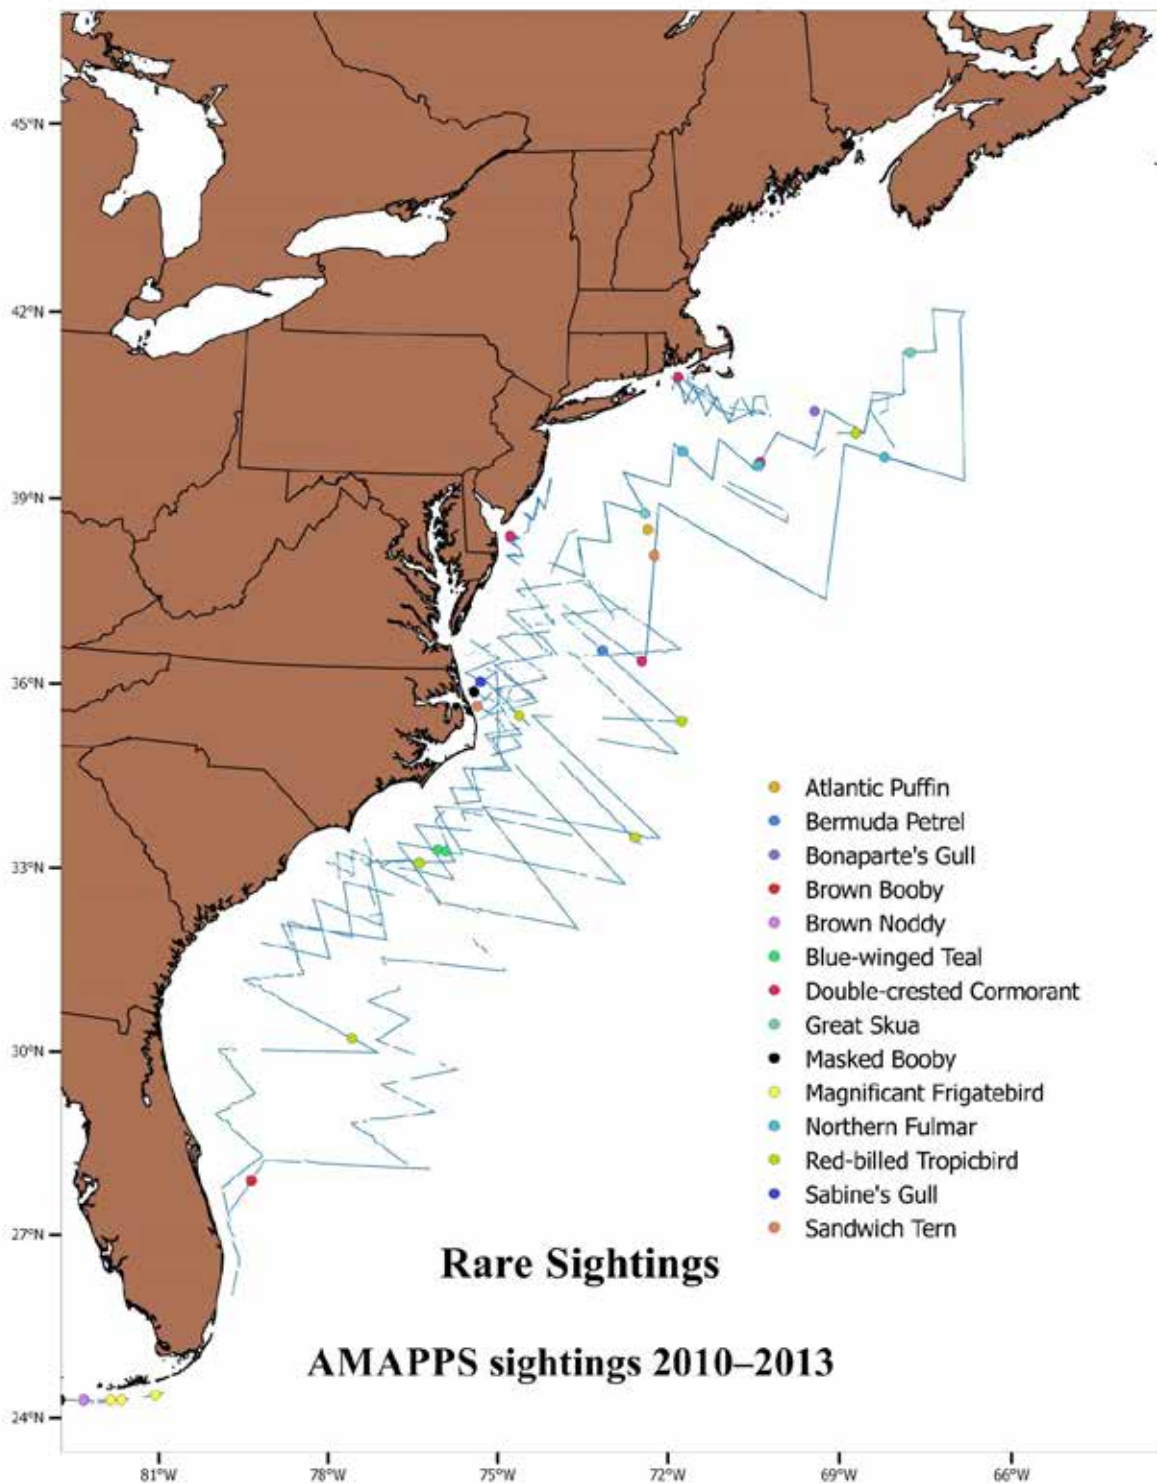 45°N
42°N
39°N
36°N
33°N
30°N
27°N
24°N
Atlantic Puffin
Bermuda Petrel
Bonaparte's Gull
Brown Booby
Brown Noddy
Blue-winged Teal
Double-crested Cormorant
Great Skua
Masked Booby
Magnificant Frigatebird
Northern Fulmar
Red-billed Tropicbird
Sabine's Gull
Sandwich Tern
Rare Sightings
AMAPPS sightings 2010–2013
81°W 78°W 75°W 72°W 69°W 66°W